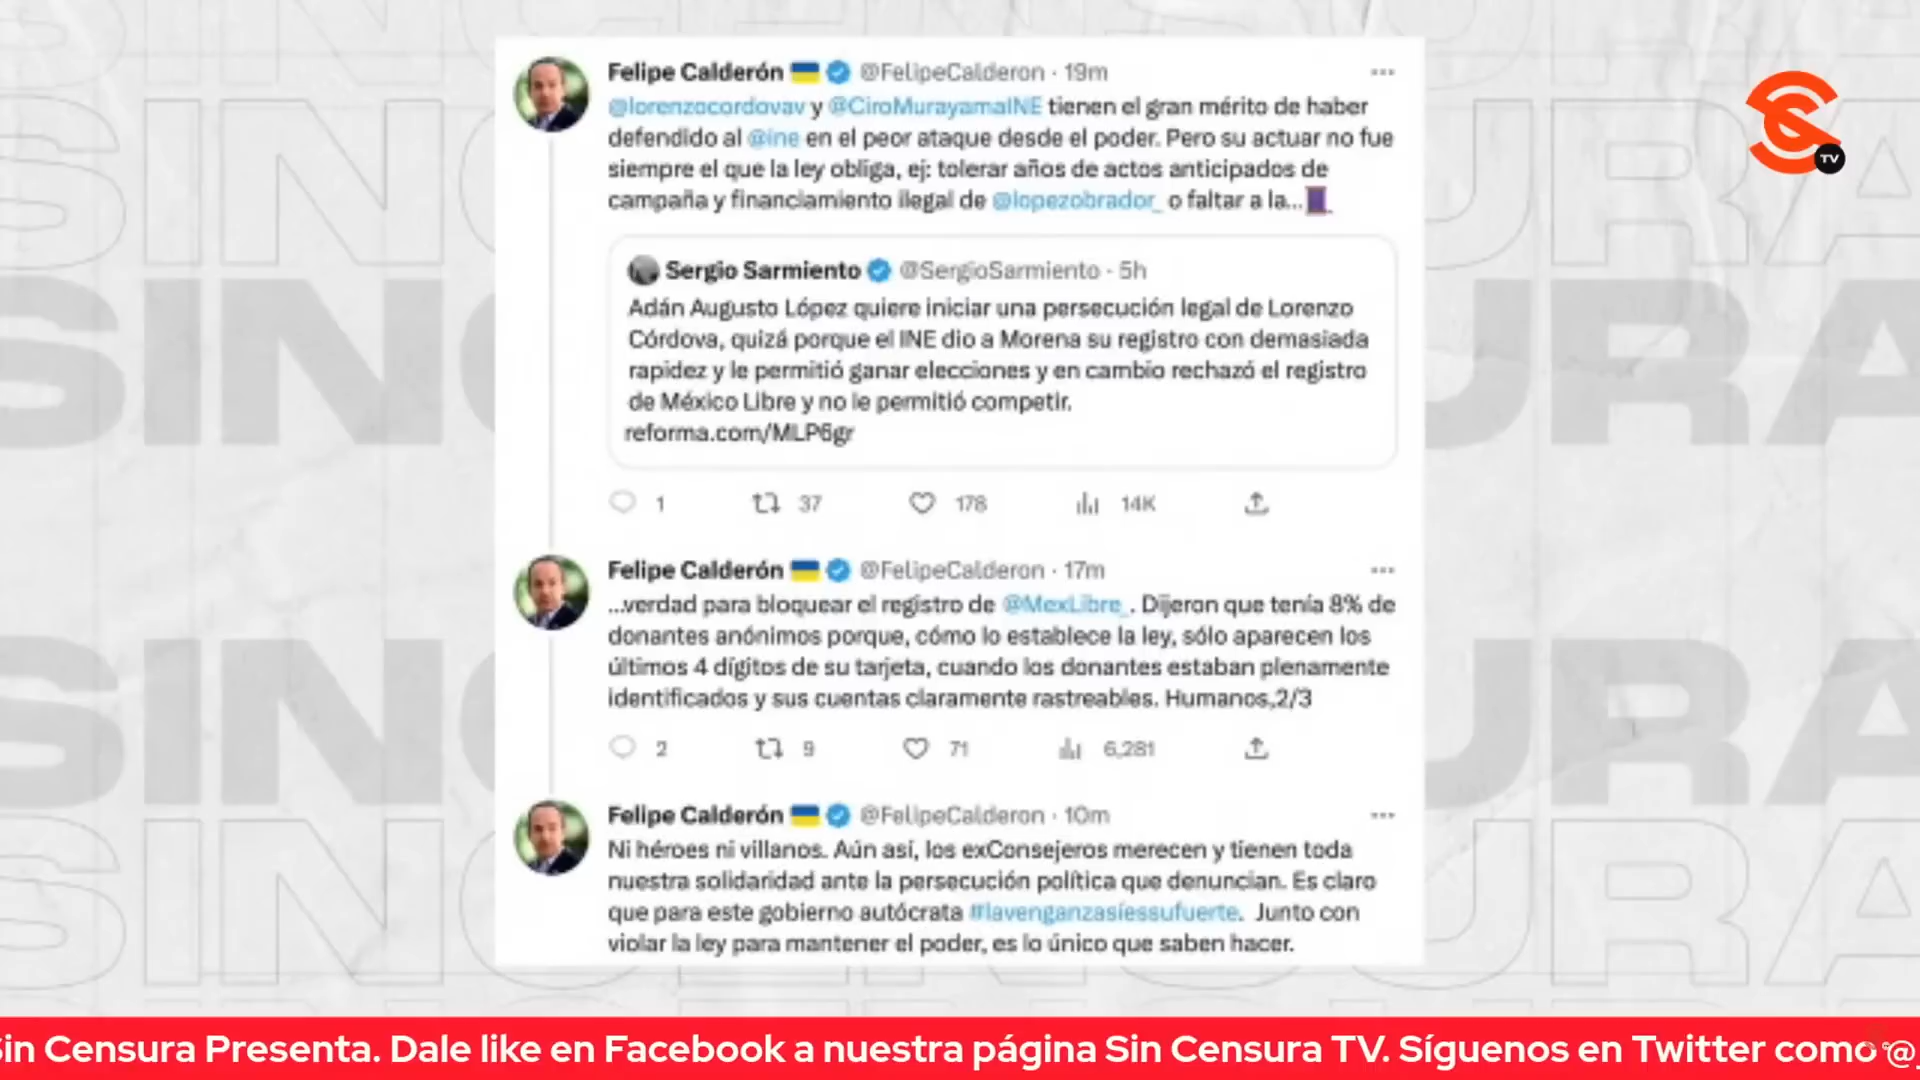 Felipe Calderón @FelipeCalderon · 19m
@lorenzocordovav y @CiroMurayamaINE tienen el gran mérito de haber
defendido al @ine en el peor ataque desde el poder. Pero su actuar no fue
siempre el que la ley obliga, ej: tolerar años de actos anticipados de
campaña y financiamiento ilegal de @lopezobrador_ o faltar a la...
Sergio Sarmiento @SergioSarmiento · 5h
Adán Augusto López quiere iniciar una persecución legal de Lorenzo
Córdova, quizá porque el INE dio a Morena su registro con demasiada
rapidez y le permitió ganar elecciones y en cambio rechazó el registro
de México Libre y no le permitió competir.
reforma.com/MLP6gr
1 37 178 14K
Felipe Calderón @FelipeCalderon · 17m
...verdad para bloquear el registro de @MexLibre_. Dijeron que tenía 8% de
donantes anónimos porque, cómo lo establece la ley, sólo aparecen los
últimos 4 dígitos de su tarjeta, cuando los donantes estaban plenamente
identificados y sus cuentas claramente rastreables. Humanos,2/3
2 9 71 6,281
Felipe Calderón @FelipeCalderon · 10m
Ni héroes ni villanos. Aún así, los exConsejeros merecen y tienen toda
nuestra solidaridad ante la persecución política que denuncian. Es claro
que para este gobierno autócrata #lavenganzasíessufuerte. Junto con
violar la ley para mantener el poder, es lo único que saben hacer.
TV
SINCENSURA
SIN URA
SINC URA
SINC URA
SINCENSURA
Sin Censura Presenta. Dale like en Facebook a nuestra página Sin Censura TV. Síguenos en Twitter como @